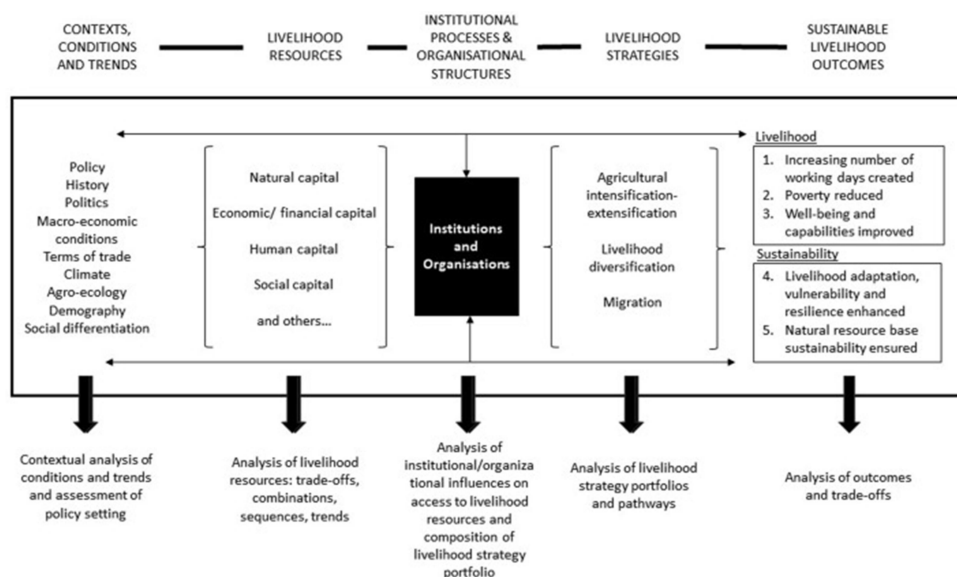 CONTEXTS,
CONDITIONS
AND TRENDS
LIVELIHOOD
RESOURCES
INSTITUTIONAL
PROCESSES &
ORGANISATIONAL
STRUCTURES
LIVELIHOOD
STRATEGIES
SUSTAINABLE
LIVELIHOOD
OUTCOMES
Policy
History
Politics
Macro-economic
conditions
Terms of trade
Climate
Agro-ecology
Demography
Social differentiation
Natural capital
Economic/ financial capital
Human capital
Social capital
and others...
Institutions
and
Organisations
Agricultural
intensification-
extensification
Livelihood
diversification
Migration
Livelihood
1. Increasing number of
working days created
2. Poverty reduced
3. Well-being and
capabilities improved
Sustainability
4. Livelihood adaptation,
vulnerability and
resilience enhanced
5. Natural resource base
sustainability ensured
Contextual analysis of
conditions and trends
and assessment of
policy setting
Analysis of livelihood
resources: trade-offs,
combinations,
sequences, trends
Analysis of
institutional/organiza
tional influences on
access to livelihood
resources and
composition of
livelihood strategy
portfolio
Analysis of livelihood
strategy portfolios
and pathways
Analysis of outcomes
and trade-offs